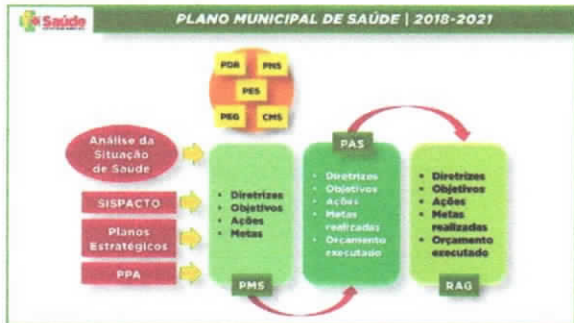 Saúde
PLANO MUNICIPAL DE SAÚDE | 2018-2021
PDR
PNS
PES
PEG
CMS
Análise da
Situação
de Saúde
SISPACTO
Planos
Estratégicos
PPA
• Diretrizes
• Objetivos
• Ações
• Metas
PMS
PAS
• Diretrizes
• Objetivos
• Ações
• Metas
realizadas
• Orçamento
executado
• Diretrizes
• Objetivos
• Ações
• Metas
realizadas
• Orçamento
executado
RAG